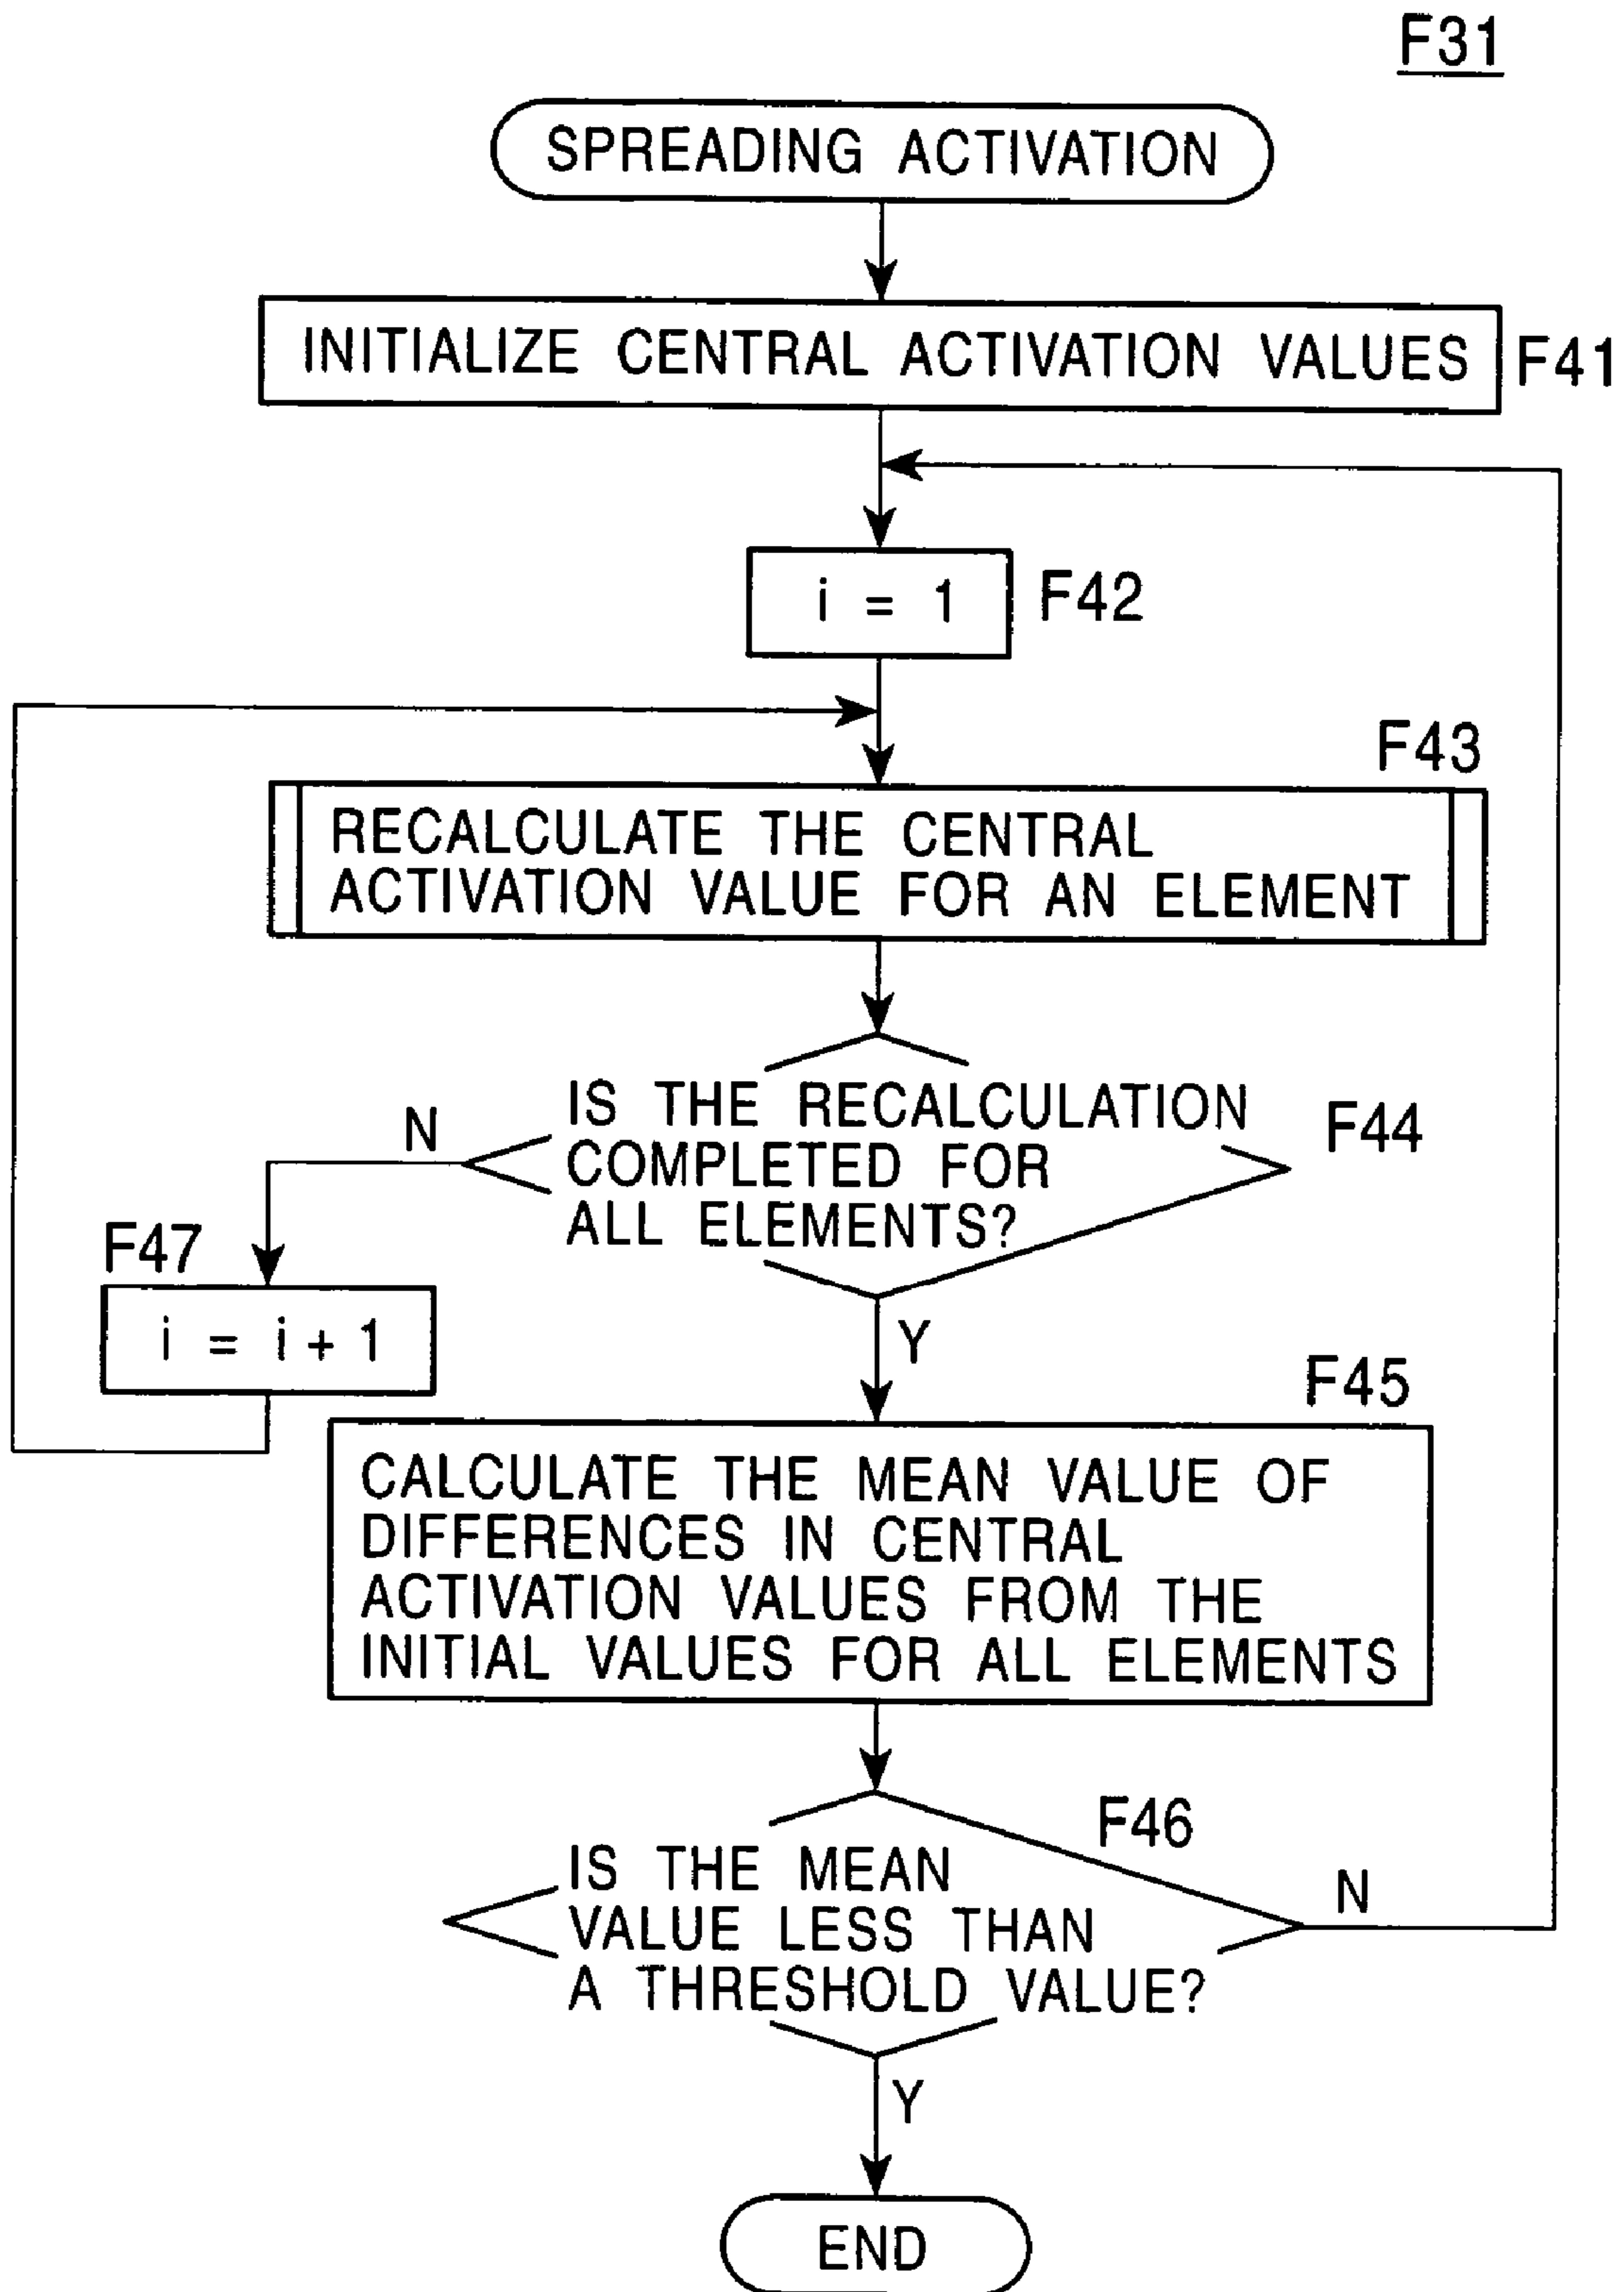 F31
SPREADING ACTIVATION
INITIALIZE CENTRAL ACTIVATION VALUES
F41
i = 1
F42
F43
RECALCULATE THE CENTRAL
ACTIVATION VALUE FOR AN ELEMENT
IS THE RECALCULATION
COMPLETED FOR
ALL ELEMENTS?
F44
N
F47
i = i + 1
Y
F45
CALCULATE THE MEAN VALUE OF
DIFFERENCES IN CENTRAL
ACTIVATION VALUES FROM THE
INITIAL VALUES FOR ALL ELEMENTS
F46
IS THE MEAN
VALUE LESS THAN
A THRESHOLD VALUE?
N
Y
END